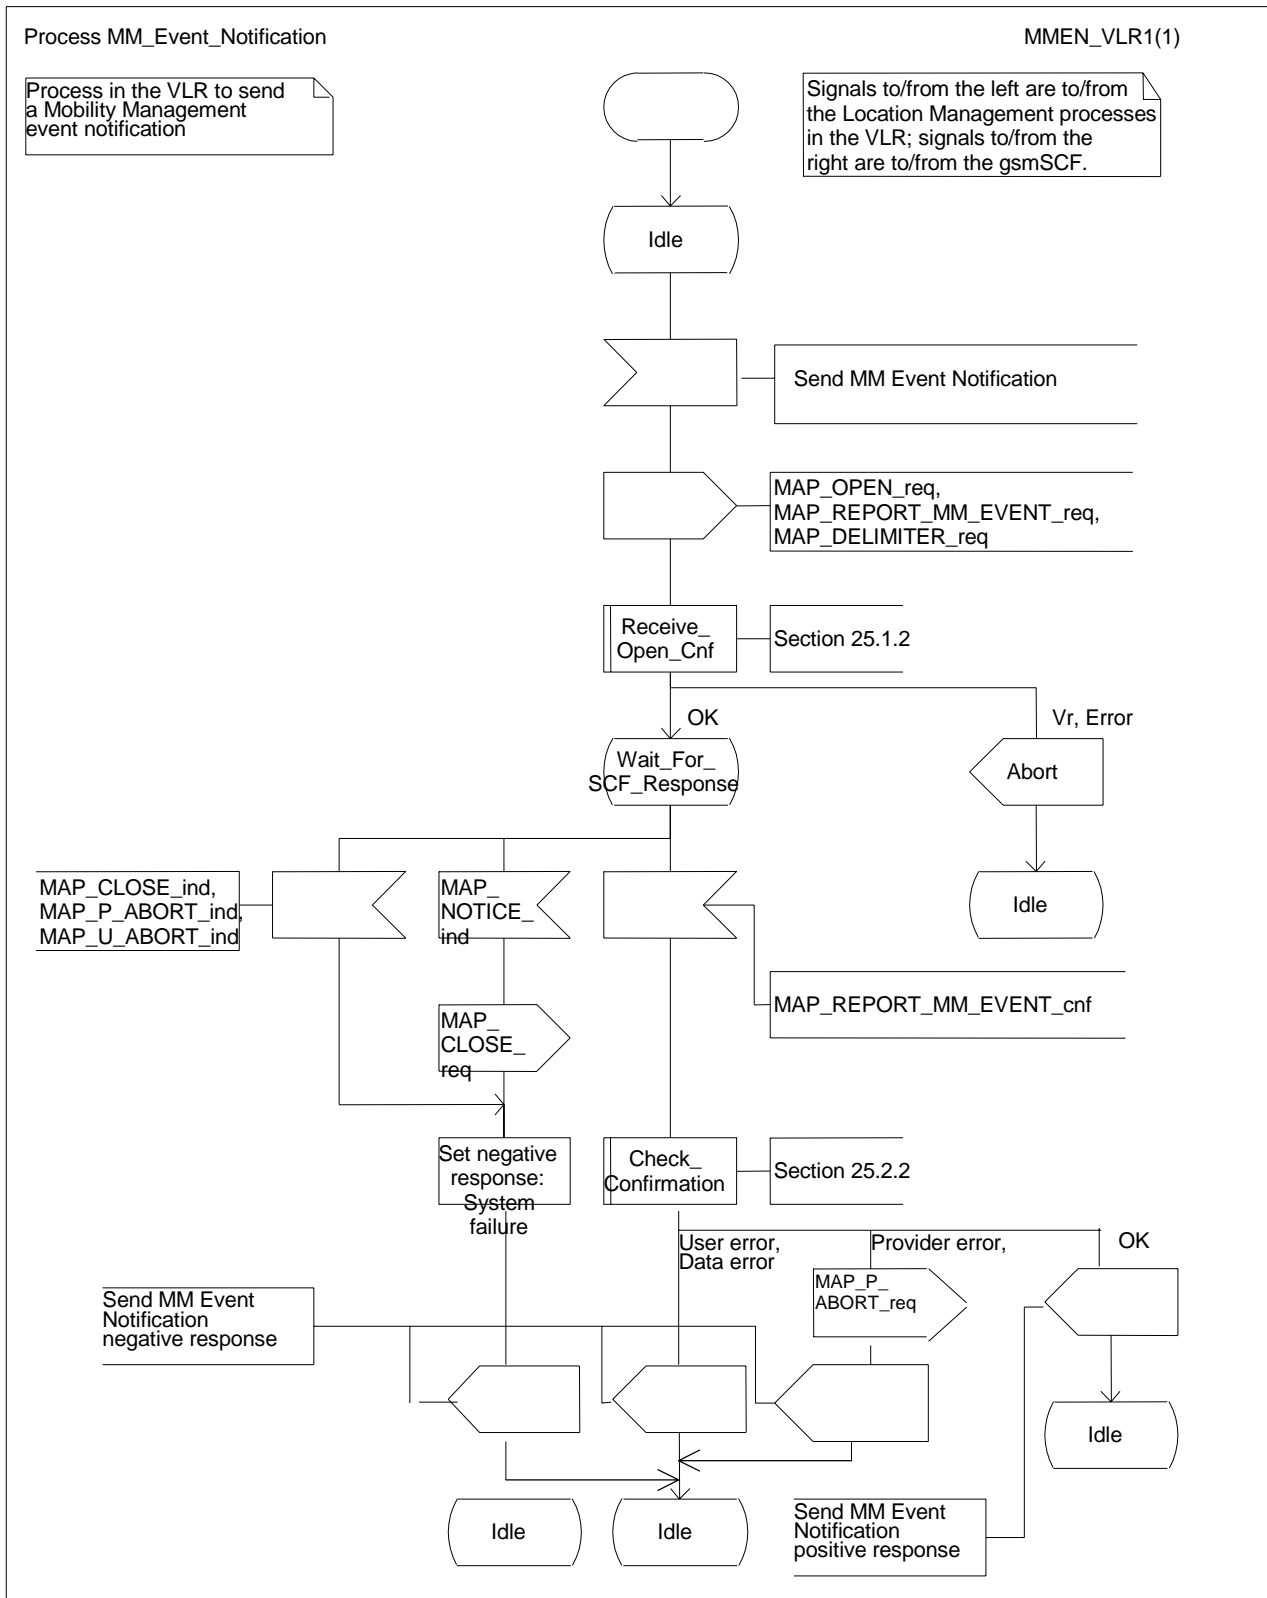 Process MM_Event_Notification
MMEN_VLR1(1)
Process in the VLR to send
a Mobility Management
event notification
Signals to/from the left are to/from
the Location Management processes
in the VLR; signals to/from the
right are to/from the gsmSCF.
Idle
Send MM Event Notification
MAP_OPEN_req,
MAP_REPORT_MM_EVENT_req,
MAP_DELIMITER_req
Receive_
Open_Cnf
Section 25.1.2
OK
Vr, Error
Wait_For_
SCF_Response
Abort
MAP_CLOSE_ind,
MAP_P_ABORT_ind,
MAP_U_ABORT_ind
MAP_
NOTICE_
ind
Idle
MAP_REPORT_MM_EVENT_cnf
MAP_
CLOSE_
req
Set negative
response:
System
failure
Check_
Confirmation
Section 25.2.2
User error,
Data error
Provider error,
OK
MAP_P_
ABORT_req
Send MM Event
Notification
negative response
Idle
Idle
Idle
Send MM Event
Notification
positive response